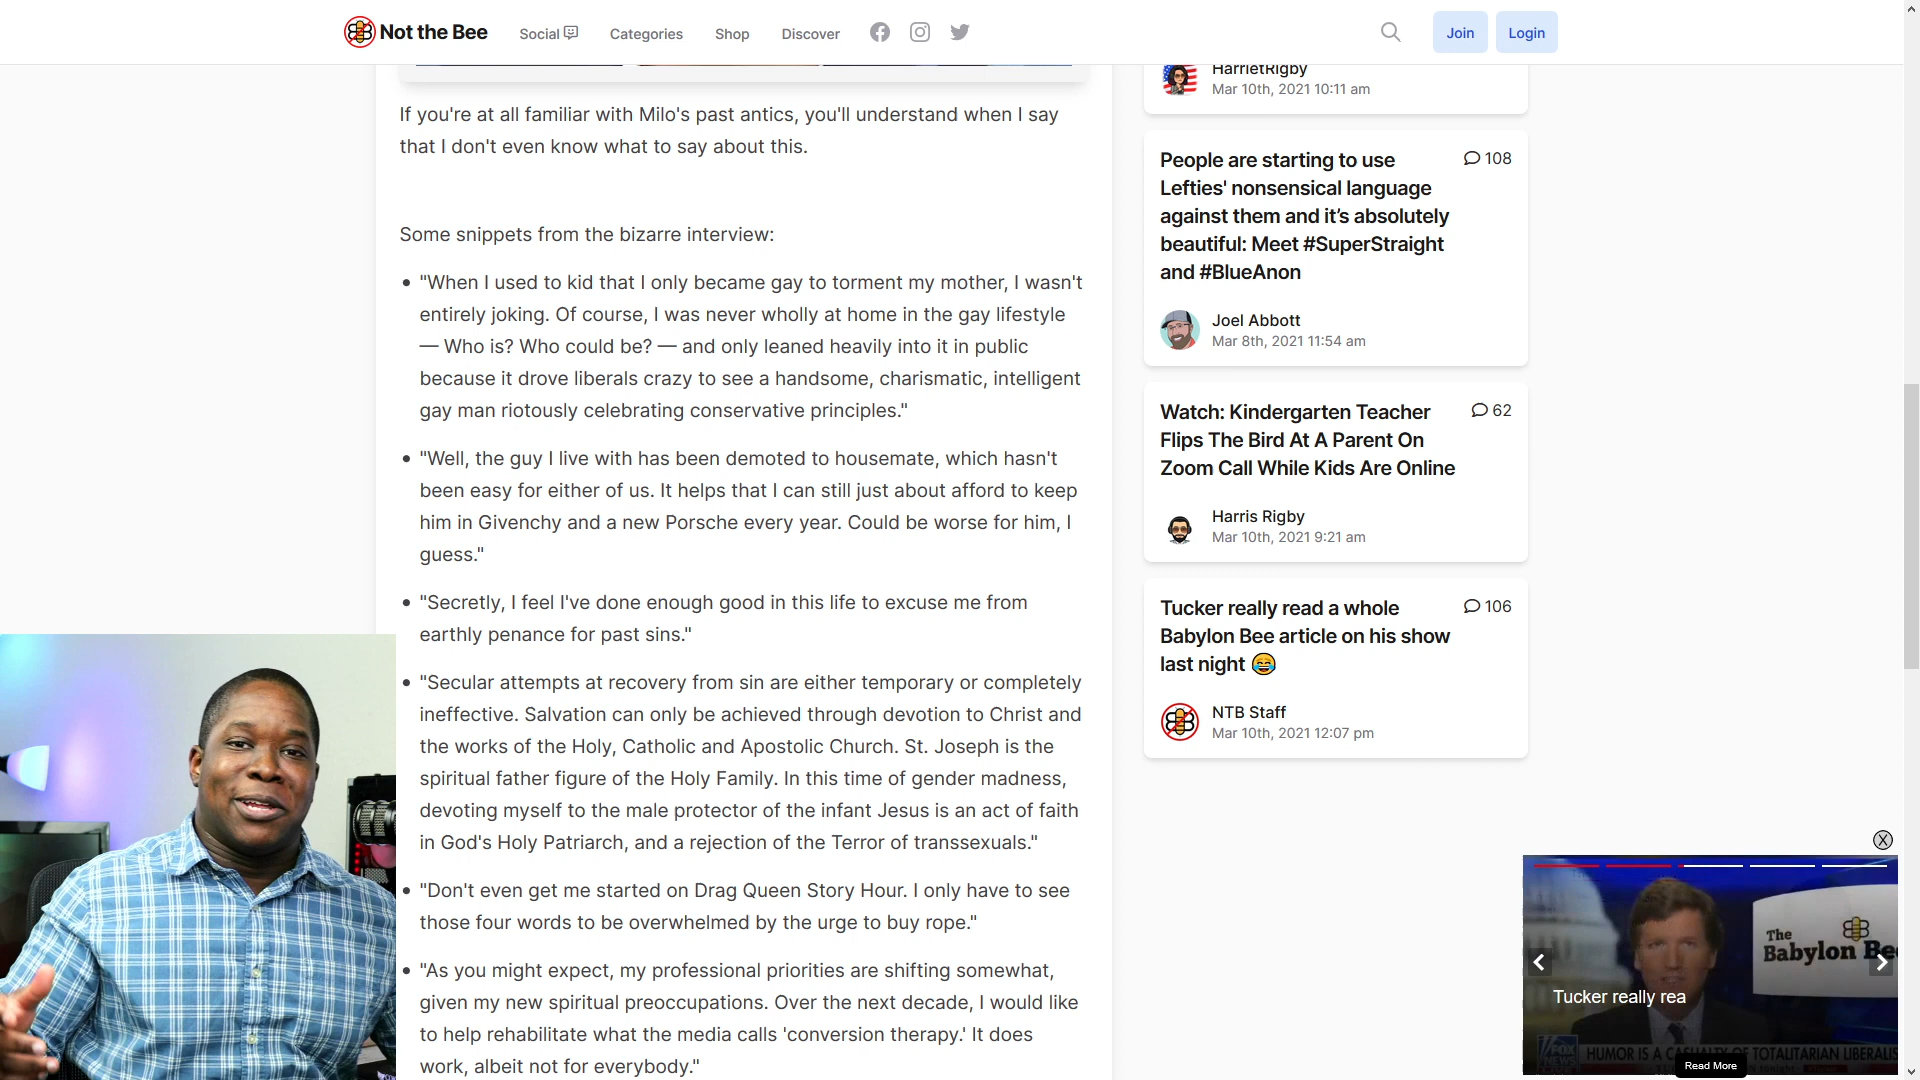 Not the Bee
Social
Categories
Shop
Discover
Join
Login
If you're at all familiar with Milo's past antics, you'll understand when I say
that I don't even know what to say about this.
Some snippets from the bizarre interview:
• "When I used to kid that I only became gay to torment my mother, I wasn't
entirely joking. Of course, I was never wholly at home in the gay lifestyle
— Who is? Who could be? — and only leaned heavily into it in public
because it drove liberals crazy to see a handsome, charismatic, intelligent
gay man riotously celebrating conservative principles."
• "Well, the guy I live with has been demoted to housemate, which hasn't
been easy for either of us. It helps that I can still just about afford to keep
him in Givenchy and a new Porsche every year. Could be worse for him, I
guess."
• "Secretly, I feel I've done enough good in this life to excuse me from
earthly penance for past sins."
• "Secular attempts at recovery from sin are either temporary or completely
ineffective. Salvation can only be achieved through devotion to Christ and
the works of the Holy, Catholic and Apostolic Church. St. Joseph is the
spiritual father figure of the Holy Family. In this time of gender madness,
devoting myself to the male protector of the infant Jesus is an act of faith
in God's Holy Patriarch, and a rejection of the Terror of transsexuals."
• "Don't even get me started on Drag Queen Story Hour. I only have to see
those four words to be overwhelmed by the urge to buy rope."
• "As you might expect, my professional priorities are shifting somewhat,
given my new spiritual preoccupations. Over the next decade, I would like
to help rehabilitate what the media calls 'conversion therapy.' It does
work, albeit not for everybody."
HarrietRigby
Mar 10th, 2021 10:11 am
People are starting to use
Lefties' nonsensical language
against them and it's absolutely
beautiful: Meet #SuperStraight
and #BlueAnon
108
Joel Abbott
Mar 8th, 2021 11:54 am
Watch: Kindergarten Teacher
Flips The Bird At A Parent On
Zoom Call While Kids Are Online
62
Harris Rigby
Mar 10th, 2021 9:21 am
Tucker really read a whole
Babylon Bee article on his show
last night 😂
106
NTB Staff
Mar 10th, 2021 12:07 pm
X
The
Babylon Bee
Tucker really rea
HUMOR IS A CASUALTY OF TOTALITARIAN UBERALIS
Read More